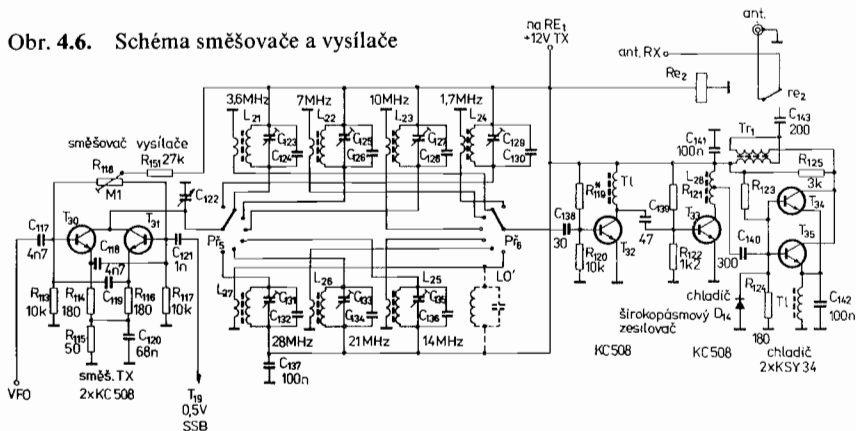 Obr. 4.6. Schéma směšovače a vysílače
ant.
na RE₁
+12V TX
ant. RX
Re₂
re₂
3,6MHz
7MHz
10MHz
1,7MHz
L₂₁
L₂₂
L₂₃
L₂₄
C₁₂₃
C₁₂₄
C₁₂₅
C₁₂₆
C₁₂₇
C₁₂₈
C₁₂₉
C₁₃₀
Tr₁
C₁₄₃
200
C₁₄₁
100n
směšovač vysílače
R₁₁₈
M1
R₁₅₁ 27k
C₁₂₂
C₁₁₇
4n7
T₃₀
T₃₁
C₁₁₈
4n7
C₁₁₉
C₁₂₁
1n
R₁₁₃
10k
R₁₁₄
180
R₁₁₆
180
R₁₁₇
10k
R₁₁₅
50
C₁₂₀
68n
směš. TX
2xKC 508
VFO
T₁₉
0,5V
SSB
Př₅
Př₆
L₂₇
L₂₆
L₂₅
LO'
C₁₃₁
C₁₃₂
C₁₃₃
C₁₃₄
C₁₃₅
C₁₃₆
28MHz
21MHz
14MHz
C₁₃₇
100n
C₁₃₈
30
R*₁₁₉
R₁₂₀
10k
Tl
T₃₂
C₁₃₉
47
R₁₂₁
R₁₂₂
1k2
T₃₃
L₂₈
300
C₁₄₀
R₁₂₃
R₁₂₅
3k
T₃₄
T₃₅
R₁₂₄
180
Tl
C₁₄₂
100n
chladič
širokopásmový D₁₄
zesilovač
KC508
KC508
chladič
2xKSY 34